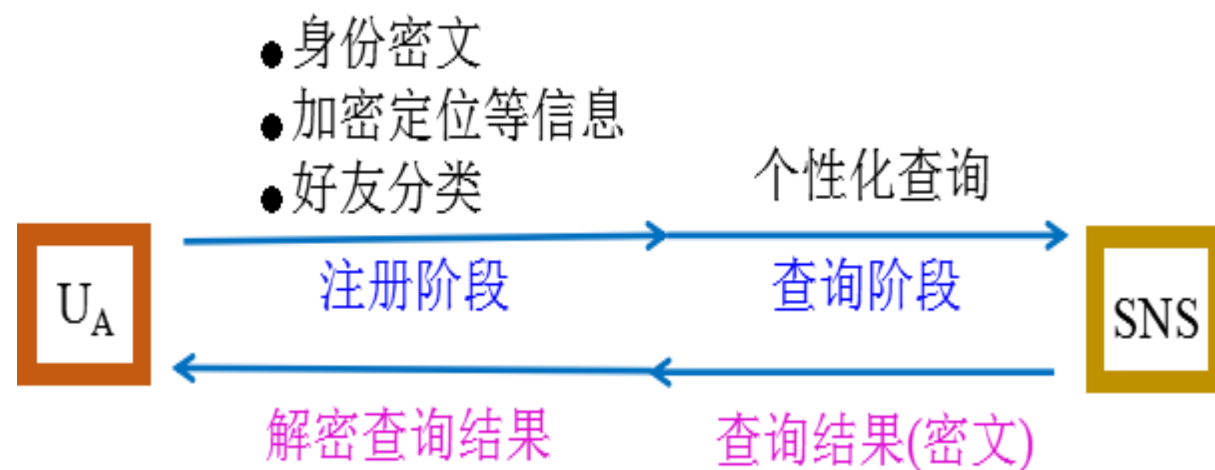 ●身份密文
●加密定位等信息
●好友分类
个性化查询
注册阶段
查询阶段
U_A
SNS
解密查询结果
查询结果(密文)